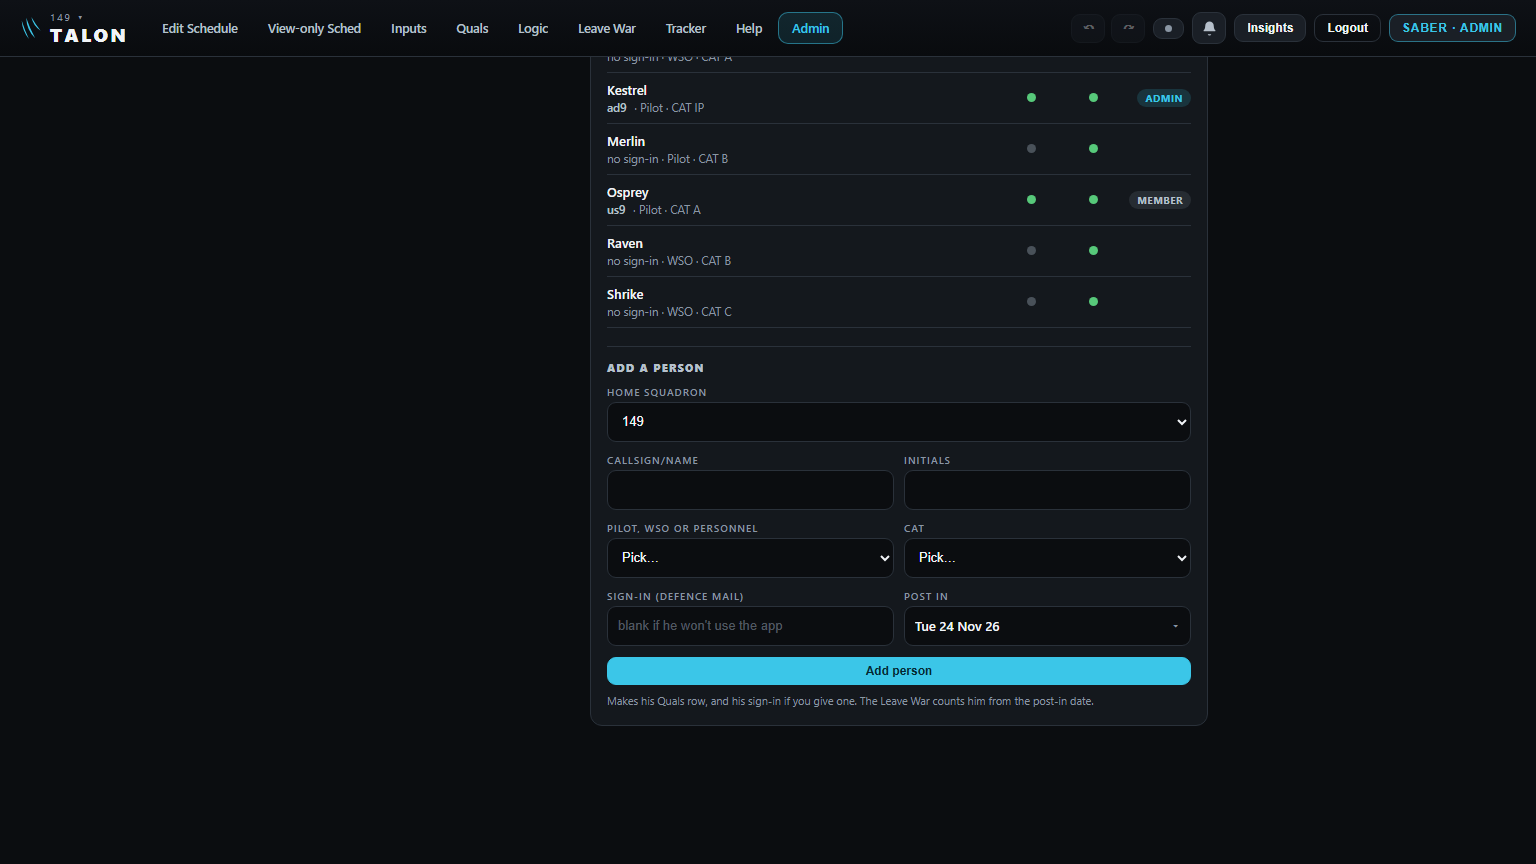 149 ▾
TALON
Edit Schedule
View-only Sched
Inputs
Quals
Logic
Leave War
Tracker
Help
Admin
Insights
Logout
SABER · ADMIN
no sign-in · WSO · CAT A
Kestrel
ad9 · Pilot · CAT IP
ADMIN
Merlin
no sign-in · Pilot · CAT B
Osprey
us9 · Pilot · CAT A
MEMBER
Raven
no sign-in · WSO · CAT B
Shrike
no sign-in · WSO · CAT C
ADD A PERSON
HOME SQUADRON
149
CALLSIGN/NAME
INITIALS
PILOT, WSO OR PERSONNEL
CAT
Pick...
Pick...
SIGN-IN (DEFENCE MAIL)
POST IN
blank if he won't use the app
Tue 24 Nov 26
Add person
Makes his Quals row, and his sign-in if you give one. The Leave War counts him from the post-in date.